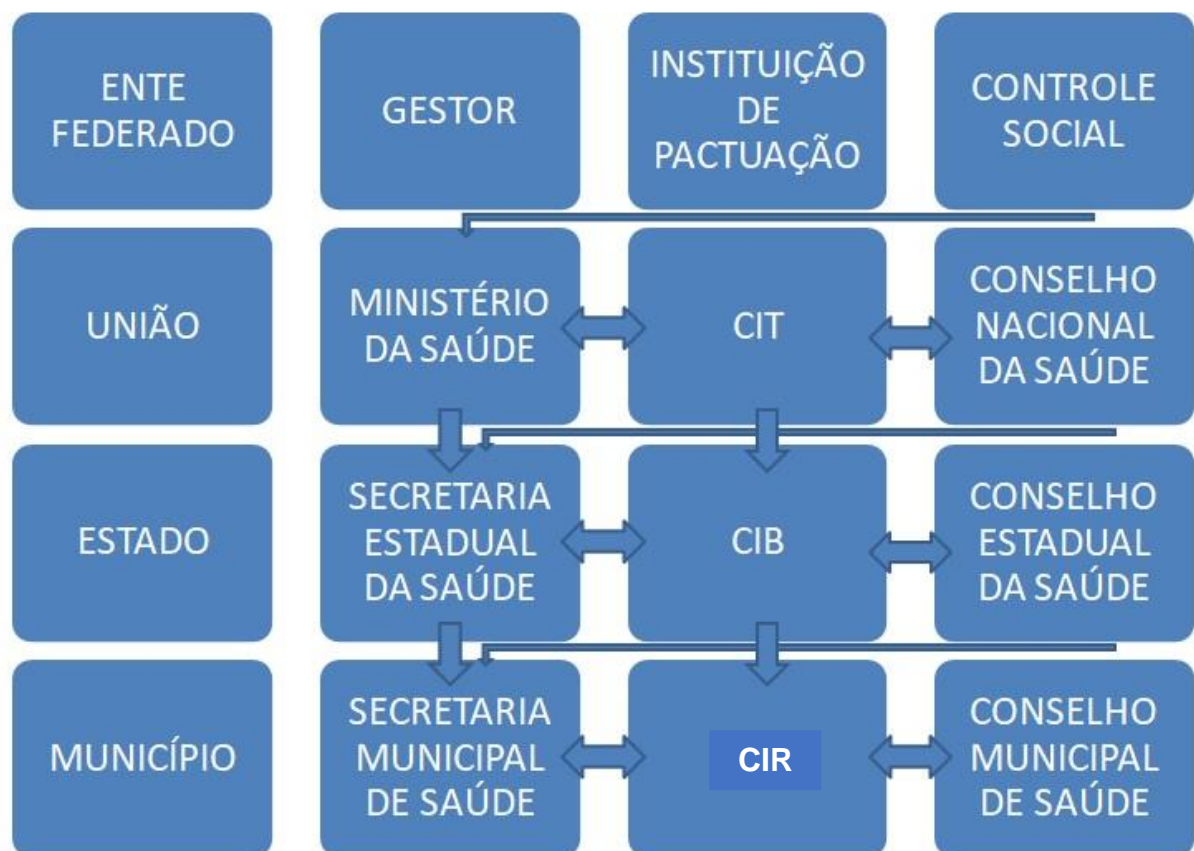 ENTE
FEDERADO
GESTOR
INSTITUIÇÃO
DE
PACTUAÇÃO
CONTROLE
SOCIAL
UNIÃO
MINISTÉRIO
DA SAÚDE
CIT
CONSELHO
NACIONAL
DA SAÚDE
ESTADO
SECRETARIA
ESTADUAL
DA SAÚDE
CIB
CONSELHO
ESTADUAL
DA SAÚDE
MUNICÍPIO
SECRETARIA
MUNICIPAL
DE SAÚDE
CIR
CONSELHO
MUNICIPAL
DE SAÚDE